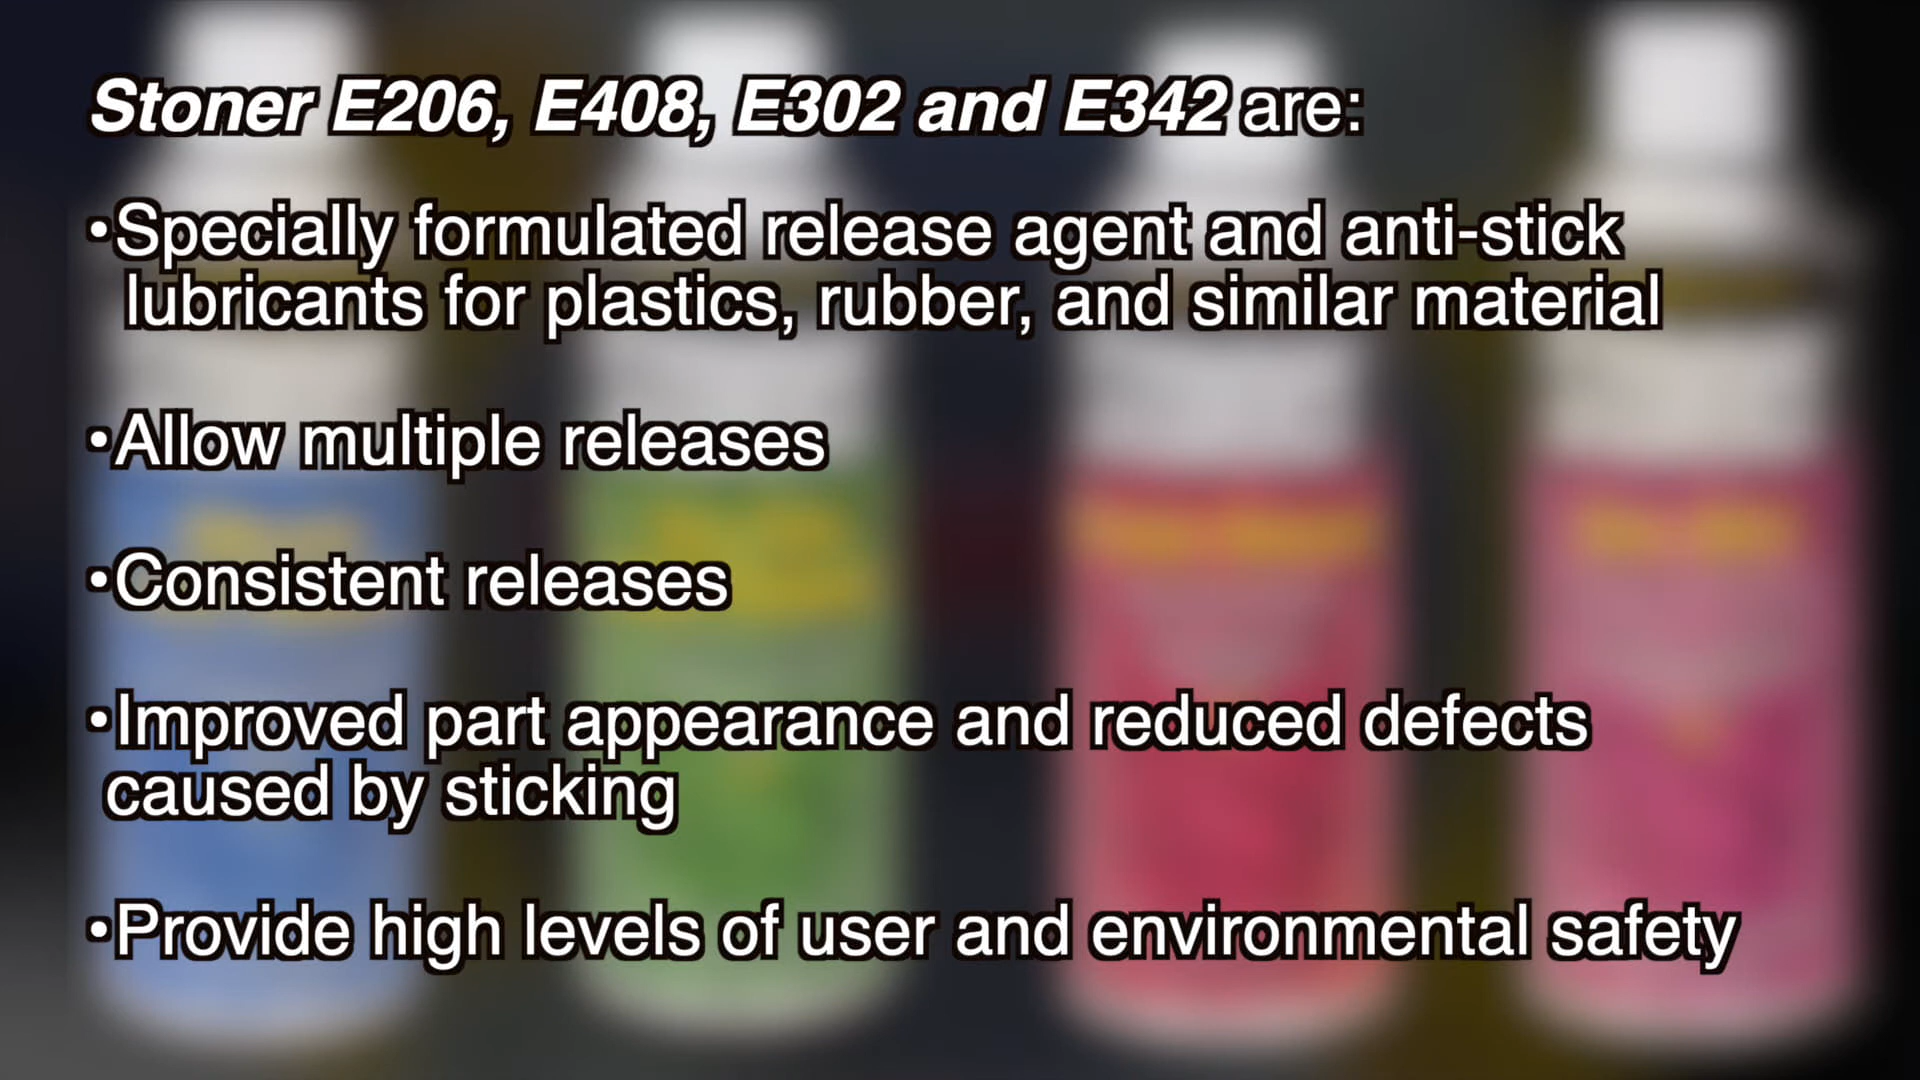 Stoner E206, E408, E302 and E342 are:
•Specially formulated release agent and anti-stick
lubricants for plastics, rubber, and similar material
•Allow multiple releases
•Consistent releases
•Improved part appearance and reduced defects
caused by sticking
•Provide high levels of user and environmental safety